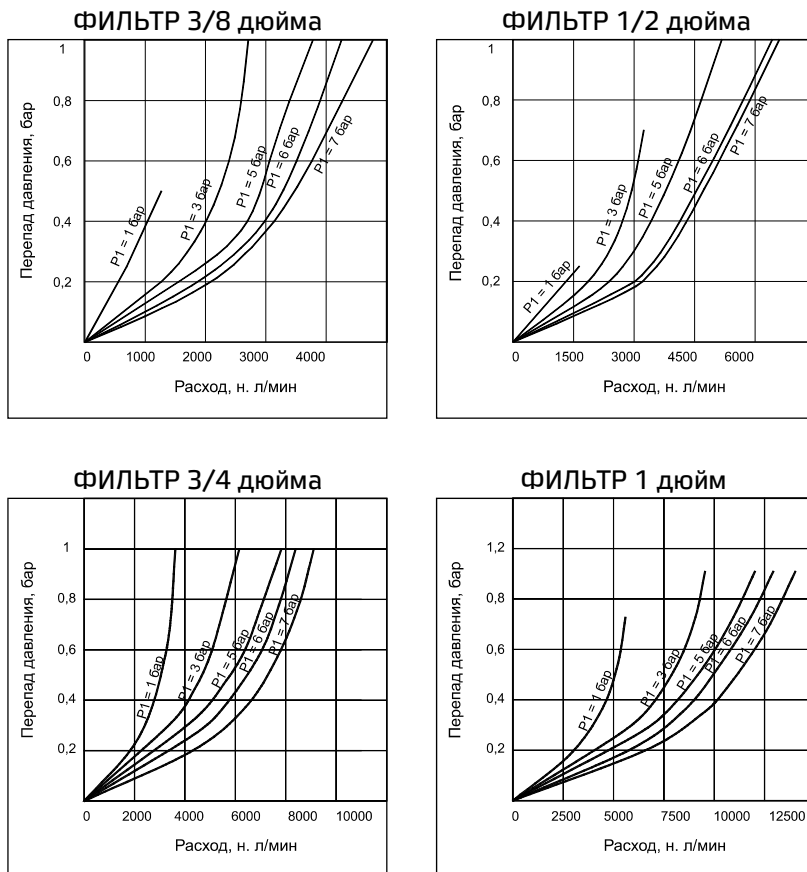 ФИЛЬТР 3/8 дюйма
Перепад давления, бар
1
0,8
0,6
0,4
0,2
P1 = 1 бар
P1 = 3 бар
P1 = 5 бар
P1 = 6 бар
P1 = 7 бар
0 1000 2000 3000 4000
Расход, н. л/мин
ФИЛЬТР 1/2 дюйма
Перепад давления, бар
1
0,8
0,6
0,4
0,2
P1 = 1 бар
P1 = 3 бар
P1 = 5 бар
P1 = 6 бар
P1 = 7 бар
0 1500 3000 4500 6000
Расход, н. л/мин
ФИЛЬТР 3/4 дюйма
Перепад давления, бар
1
0,8
0,6
0,4
0,2
P1 = 1 бар
P1 = 3 бар
P1 = 5 бар
P1 = 6 бар
P1 = 7 бар
0 2000 4000 6000 8000 10000
Расход, н. л/мин
ФИЛЬТР 1 дюйм
Перепад давления, бар
1,2
0,8
0,6
0,4
0,2
P1 = 1 бар
P1 = 3 бар
P1 = 5 бар
P1 = 6 бар
P1 = 7 бар
0 2500 5000 7500 10000 12500
Расход, н. л/мин